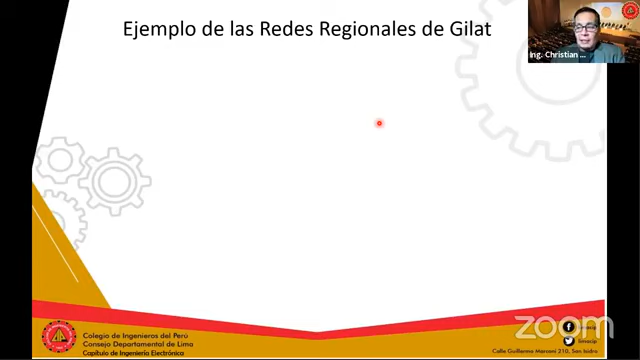 Ejemplo de las Redes Regionales de Gilat
Ing. Christian ...
Colegio de Ingenieros del Perú
Consejo Departamental de Lima
Capítulo de Ingeniería Electrónica
limacip
limacip
Calle Guillermo Marconi 210, San Isidro
zoom